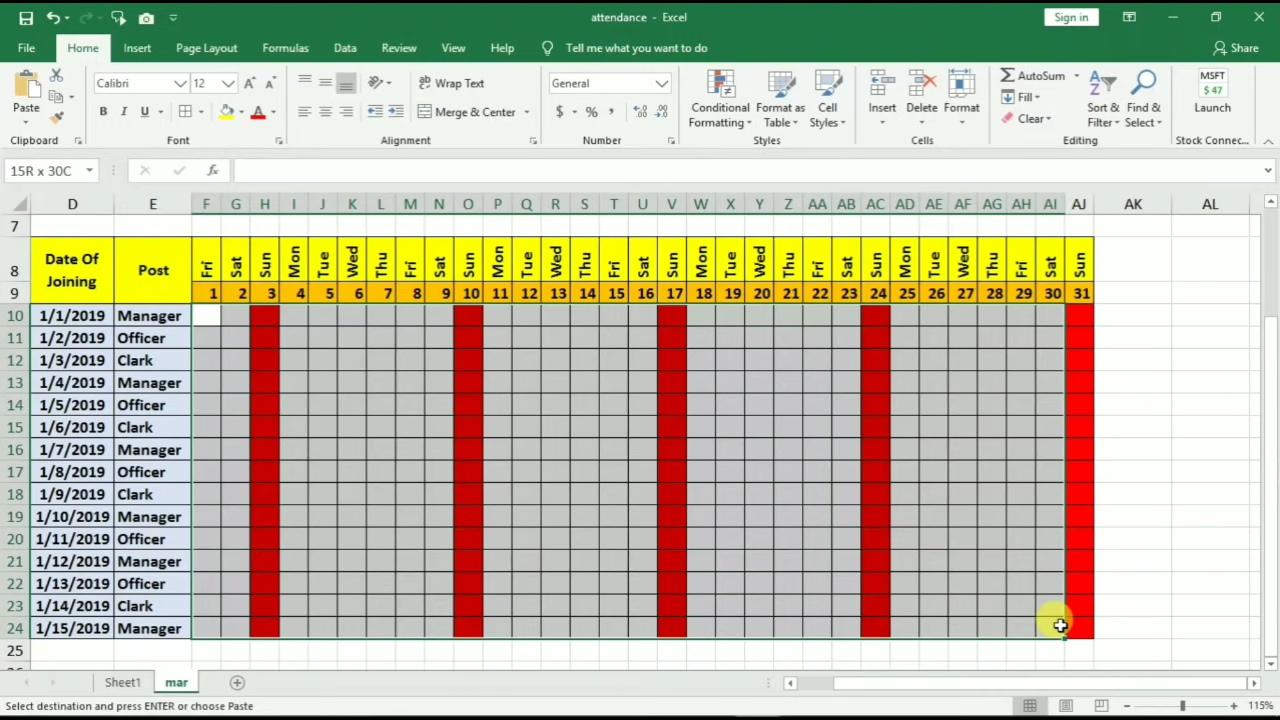 attendance - Excel
Sign in
File Home Insert Page Layout Formulas Data Review View Help Tell me what you want to do Share
Calibri 12 Wrap Text General AutoSum MSFT
$ 47
Paste B I U Merge & Center $ % , Conditional Formatting Format as Table Cell Styles Insert Delete Format Fill Clear Sort & Filter Find & Select Launch
Clipboard Font Alignment Number Styles Cells Editing Stock Connec...
15R x 30C fx
D E F G H I J K L M N O P Q R S T U V W X Y Z AA AB AC AD AE AF AG AH AI AJ AK AL
7
8 Date Of Joining Post Fri Sat Sun Mon Tue Wed Thu Fri Sat Sun Mon Tue Wed Thu Fri Sat Sun Mon Tue Wed Thu Fri Sat Sun Mon Tue Wed Thu Fri Sat Sun
9 1 2 3 4 5 6 7 8 9 10 11 12 13 14 15 16 17 18 19 20 21 22 23 24 25 26 27 28 29 30 31
10 1/1/2019 Manager
11 1/2/2019 Officer
12 1/3/2019 Clark
13 1/4/2019 Manager
14 1/5/2019 Officer
15 1/6/2019 Clark
16 1/7/2019 Manager
17 1/8/2019 Officer
18 1/9/2019 Clark
19 1/10/2019 Manager
20 1/11/2019 Officer
21 1/12/2019 Manager
22 1/13/2019 Officer
23 1/14/2019 Clark
24 1/15/2019 Manager
25
Sheet1 mar
Select destination and press ENTER or choose Paste 115%